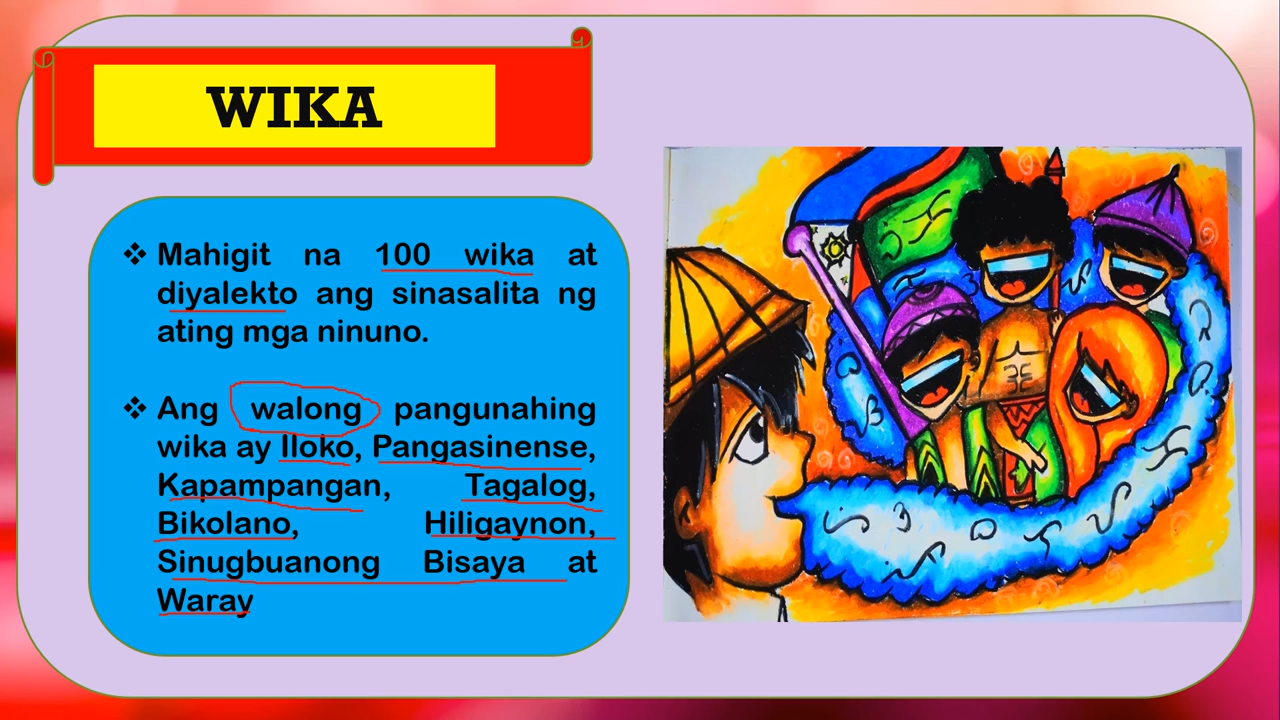 WIKA
❖ Mahigit na 100 wika at
diyalekto ang sinasalita ng
ating mga ninuno.
❖ Ang walong pangunahing
wika ay Iloko, Pangasinense,
Kapampangan, Tagalog,
Bikolano, Hiligaynon,
Sinugbuanong Bisaya at
Waray